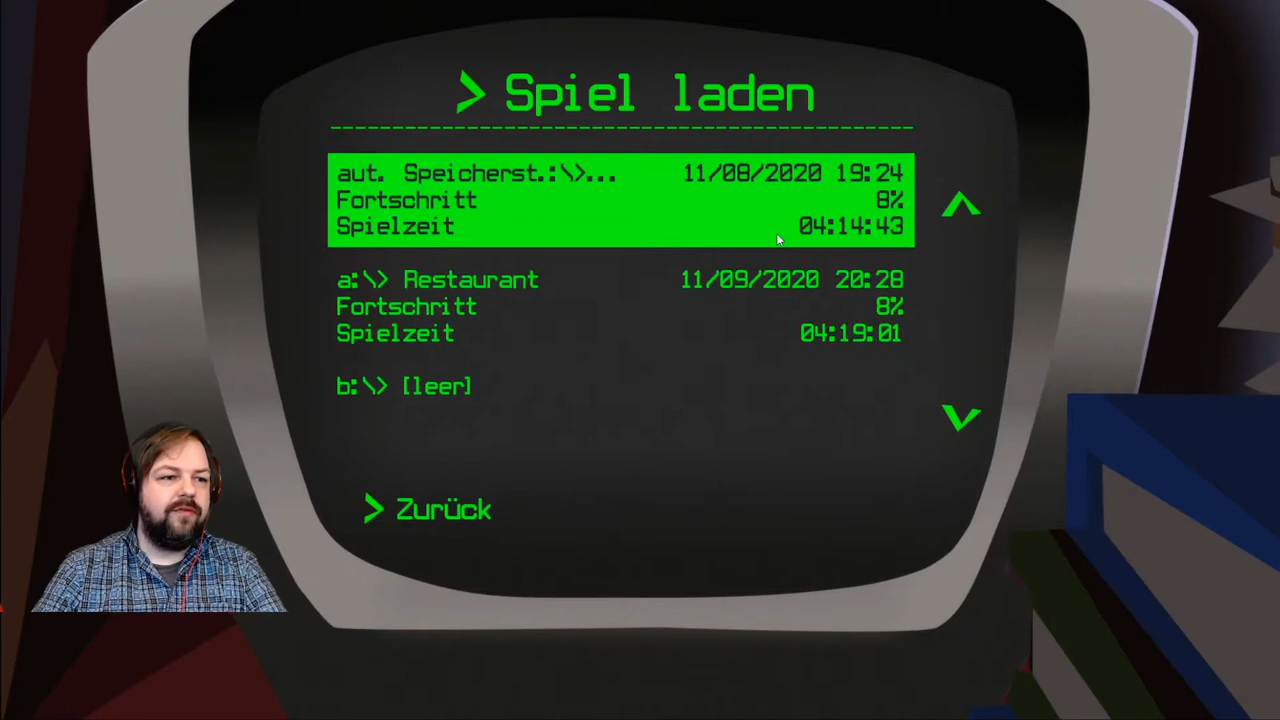 > Spiel laden
aut. Speicherst.:\>... 11/08/2020 19:24
Fortschritt 8%
Spielzeit 04:14:43
a:\> Restaurant 11/09/2020 20:28
Fortschritt 8%
Spielzeit 04:19:01
b:\> [leer]
> Zurück